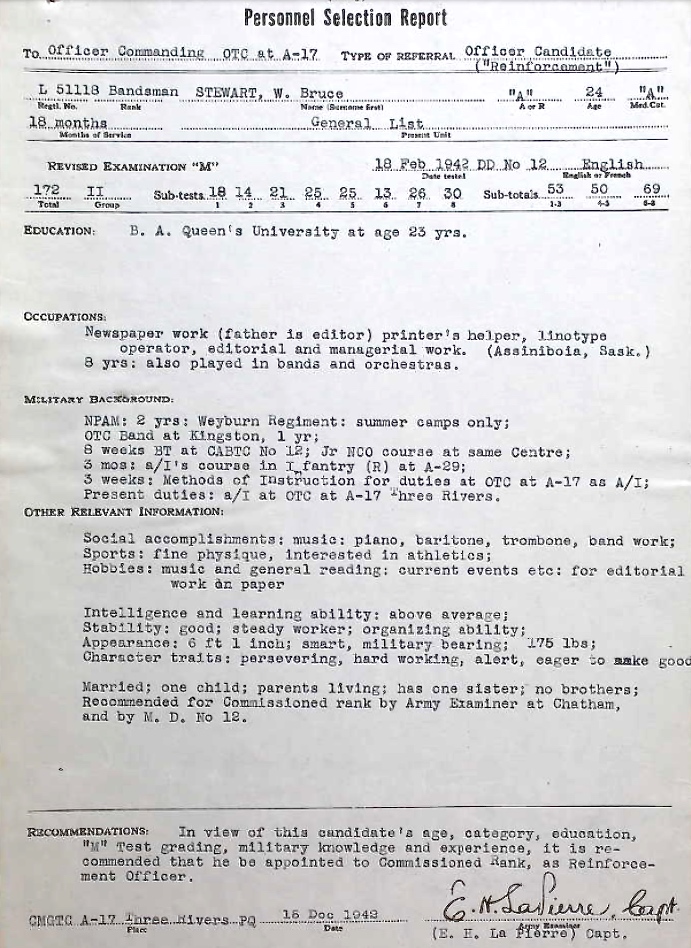 Personnel Selection Report
To Officer Commanding OTC at A-17 TYPE OF REFERRAL Officer Candidate
("Reinforcement")
L 51118 Bandsman STEWART, W. Bruce "A" 24 "A"
Regtl. No. Rank Name (Surname first) A or R Age Med. Cat.
18 months General List
Months of Service Present Unit
REVISED EXAMINATION "M" 18 Feb 1942 DD No 12 English
Date tested English or French
172 II Sub-tests 18 14 21 25 25 13 26 30 Sub-totals 53 50 69
Total Group 1 2 3 4 5 6 7 8 1-3 4-5 6-8
EDUCATION: B. A. Queen's University at age 23 yrs.
OCCUPATIONS:
Newspaper work (father is editor) printer's helper, linotype
operator, editorial and managerial work. (Assiniboia, Sask.)
8 yrs: also played in bands and orchestras.
MILITARY BACKGROUND:
NPAM: 2 yrs: Weyburn Regiment: summer camps only;
OTC Band at Kingston, 1 yr;
8 weeks BT at CABTC No 12; Jr NCO course at same Centre;
3 mos: a/I's course in Infantry (R) at A-29;
3 weeks: Methods of Instruction for duties at OTC at A-17 as A/I;
Present duties: a/I at OTC at A-17 Three Rivers.
OTHER RELEVANT INFORMATION:
Social accomplishments: music: piano, baritone, trombone, band work;
Sports: fine physique, interested in athletics;
Hobbies: music and general reading: current events etc: for editorial
work on paper
Intelligence and learning ability: above average;
Stability: good; steady worker; organizing ability;
Appearance: 6 ft 1 inch; smart, military bearing; 175 lbs;
Character traits: persevering, hard working, alert, eager to make good
Married; one child; parents living; has one sister; no brothers;
Recommended for Commissioned rank by Army Examiner at Chatham,
and by M. D. No 12.
RECOMMENDATIONS: In view of this candidate's age, category, education,
"M" Test grading, military knowledge and experience, it is re-
commended that he be appointed to Commissioned Rank, as Reinforce-
ment Officer.
E. H. LaPierre, Capt.
CMGTC A-17 Three Rivers PQ 15 Dec 1942
Place Date Army Examiner
(E. H. La Pierre) Capt.